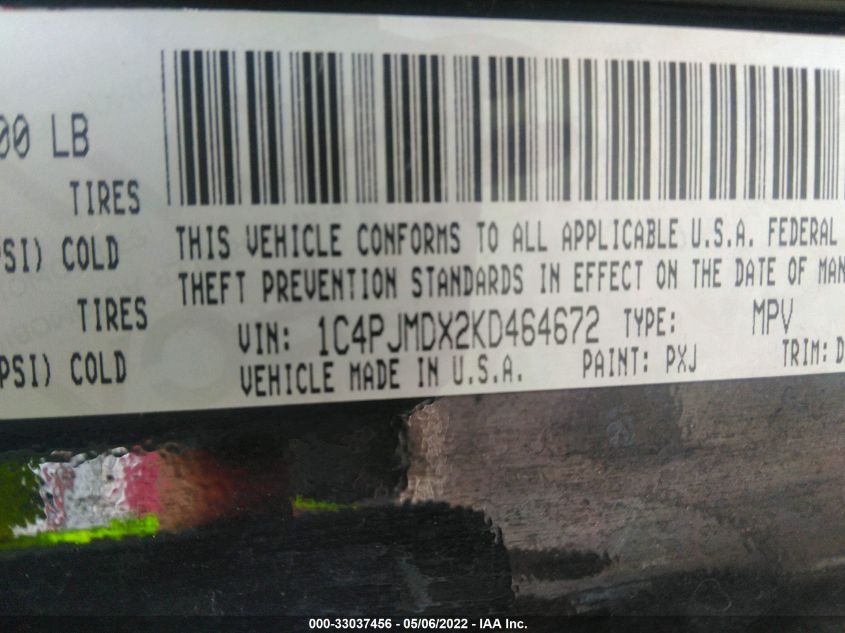 00 LB
TIRES
PSI) COLD
TIRES
PSI) COLD
THIS VEHICLE CONFORMS TO ALL APPLICABLE U.S.A. FEDERAL
THEFT PREVENTION STANDARDS IN EFFECT ON THE DATE OF MAN
VIN: 1C4PJMDX2KD464672 TYPE: MPV
VEHICLE MADE IN U.S.A. PAINT: PXJ TRIM: D
000-33037456 - 05/06/2022 - IAA Inc.